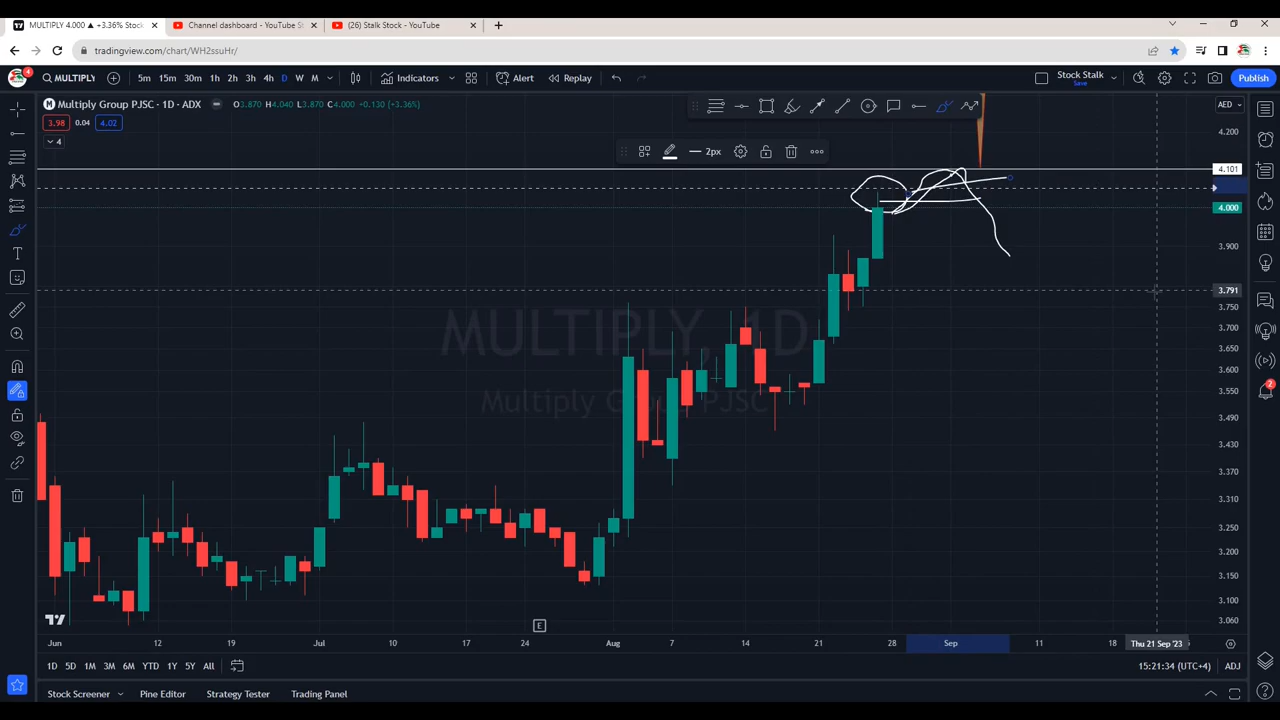 MULTIPLY 4.000 ▲ +3.36% Stock
Channel dashboard - YouTube S
(26) Stalk Stock - YouTube
tradingview.com/chart/WH2ssuHr/
4 MULTIPLY 5m 15m 30m 1h 2h 3h 4h D W M Indicators Alert Replay Stock Stalk Save Publish
M Multiply Group PJSC · 1D · ADX O3.870 H4.040 L3.870 C4.000 +0.130 (+3.36%) AED
3.98 0.04 4.02
4
2px
4.200
4.101
4.000
3.900
3.791
3.750
3.700
3.650
3.600
3.550
3.490
3.430
3.370
3.310
3.250
3.200
3.150
3.100
3.060
MULTIPLY, 1D
Multiply Group PJSC
2
E
Jun 12 19 Jul 10 17 24 Aug 7 14 21 28 Sep 11 18 Thu 21 Sep '23
1D 5D 1M 3M 6M YTD 1Y 5Y All 15:21:34 (UTC+4) ADJ
Stock Screener Pine Editor Strategy Tester Trading Panel